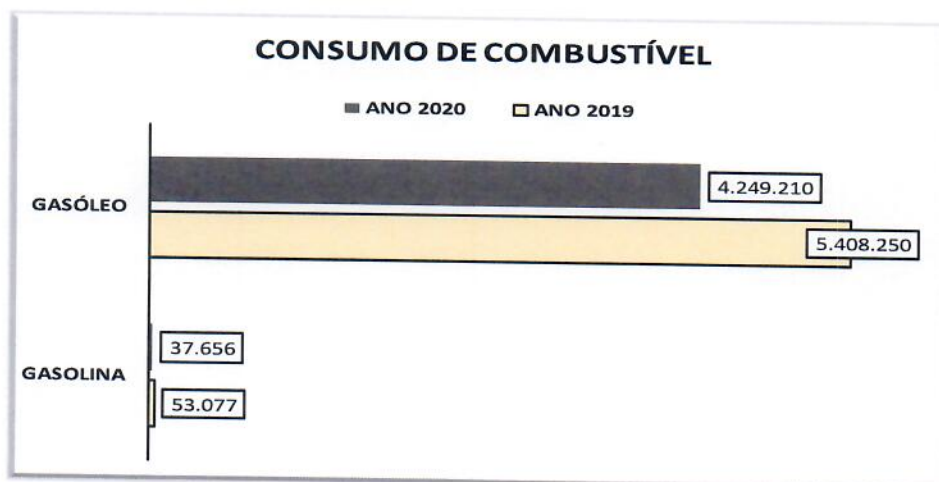 CONSUMO DE COMBUSTÍVEL
ANO 2020 ANO 2019
GASÓLEO
4.249.210
5.408.250
GASOLINA
37.656
53.077